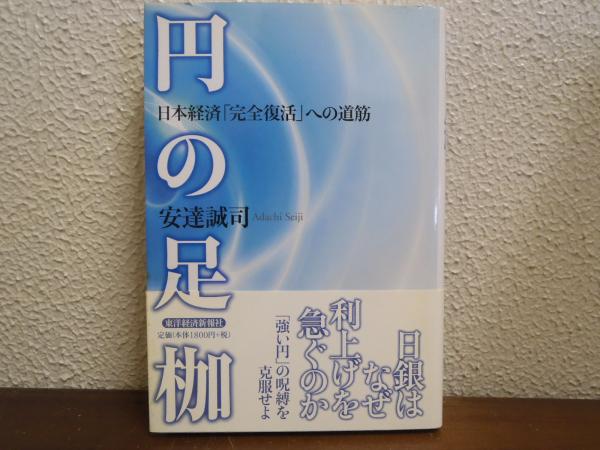 円の足枷
日本経済「完全復活」への道筋
安達誠司 Adachi Seiji
東洋経済新報社
定価(本体1800円+税)
日銀は
なぜ
利上げを
急ぐのか
「強い円」の呪縛を
克服せよ